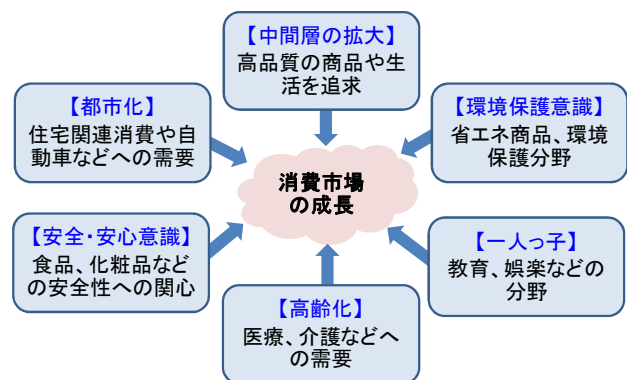 【中間層の拡大】
高品質の商品や生
活を追求
【都市化】
住宅関連消費や自
動車などへの需要
【環境保護意識】
省エネ商品、環境
保護分野
消費市場
の成長
【安全・安心意識】
食品、化粧品など
の安全性への関心
【一人っ子】
教育、娯楽などの
分野
【高齢化】
医療、介護などへ
の需要